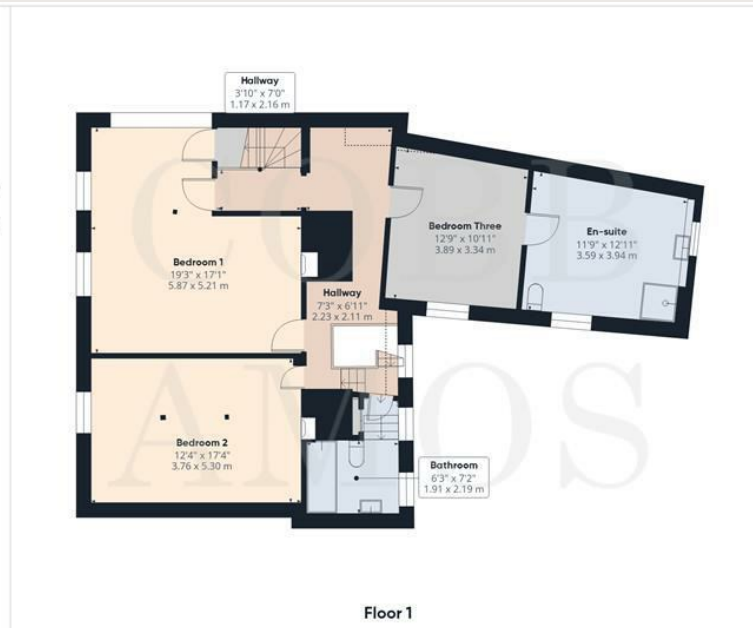 Hallway
3'10" x 7'0"
1.17 x 2.16 m
COBB
Bedroom Three
12'9" x 10'11"
3.89 x 3.34 m
En-suite
11'9" x 12'11"
3.59 x 3.94 m
Bedroom 1
19'3" x 17'1"
5.87 x 5.21 m
Hallway
7'3" x 6'11"
2.23 x 2.11 m
AMOS
Bedroom 2
12'4" x 17'4"
3.76 x 5.30 m
Bathroom
6'3" x 7'2"
1.91 x 2.19 m
Floor 1